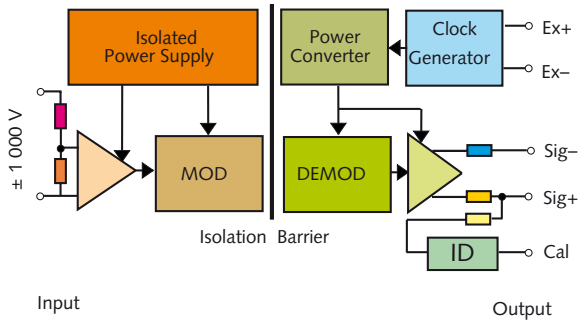 Isolated
Power Supply
Power
Converter
Clock
Generator
Ex+
Ex–
± 1 000 V
MOD
DEMOD
Sig–
Sig+
Isolation Barrier
ID
Cal
Input
Output